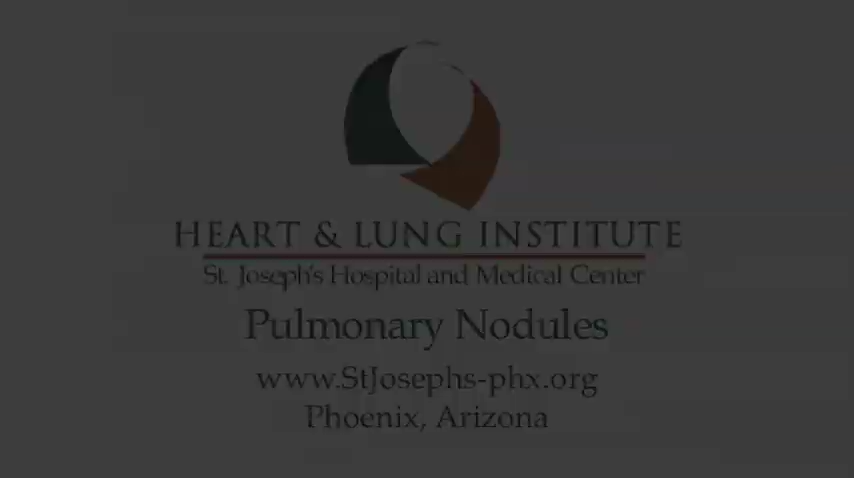 HEART & LUNG INSTITUTE
St. Joseph's Hospital and Medical Center
Pulmonary Nodules
www.StJosephs-phx.org
Phoenix, Arizona